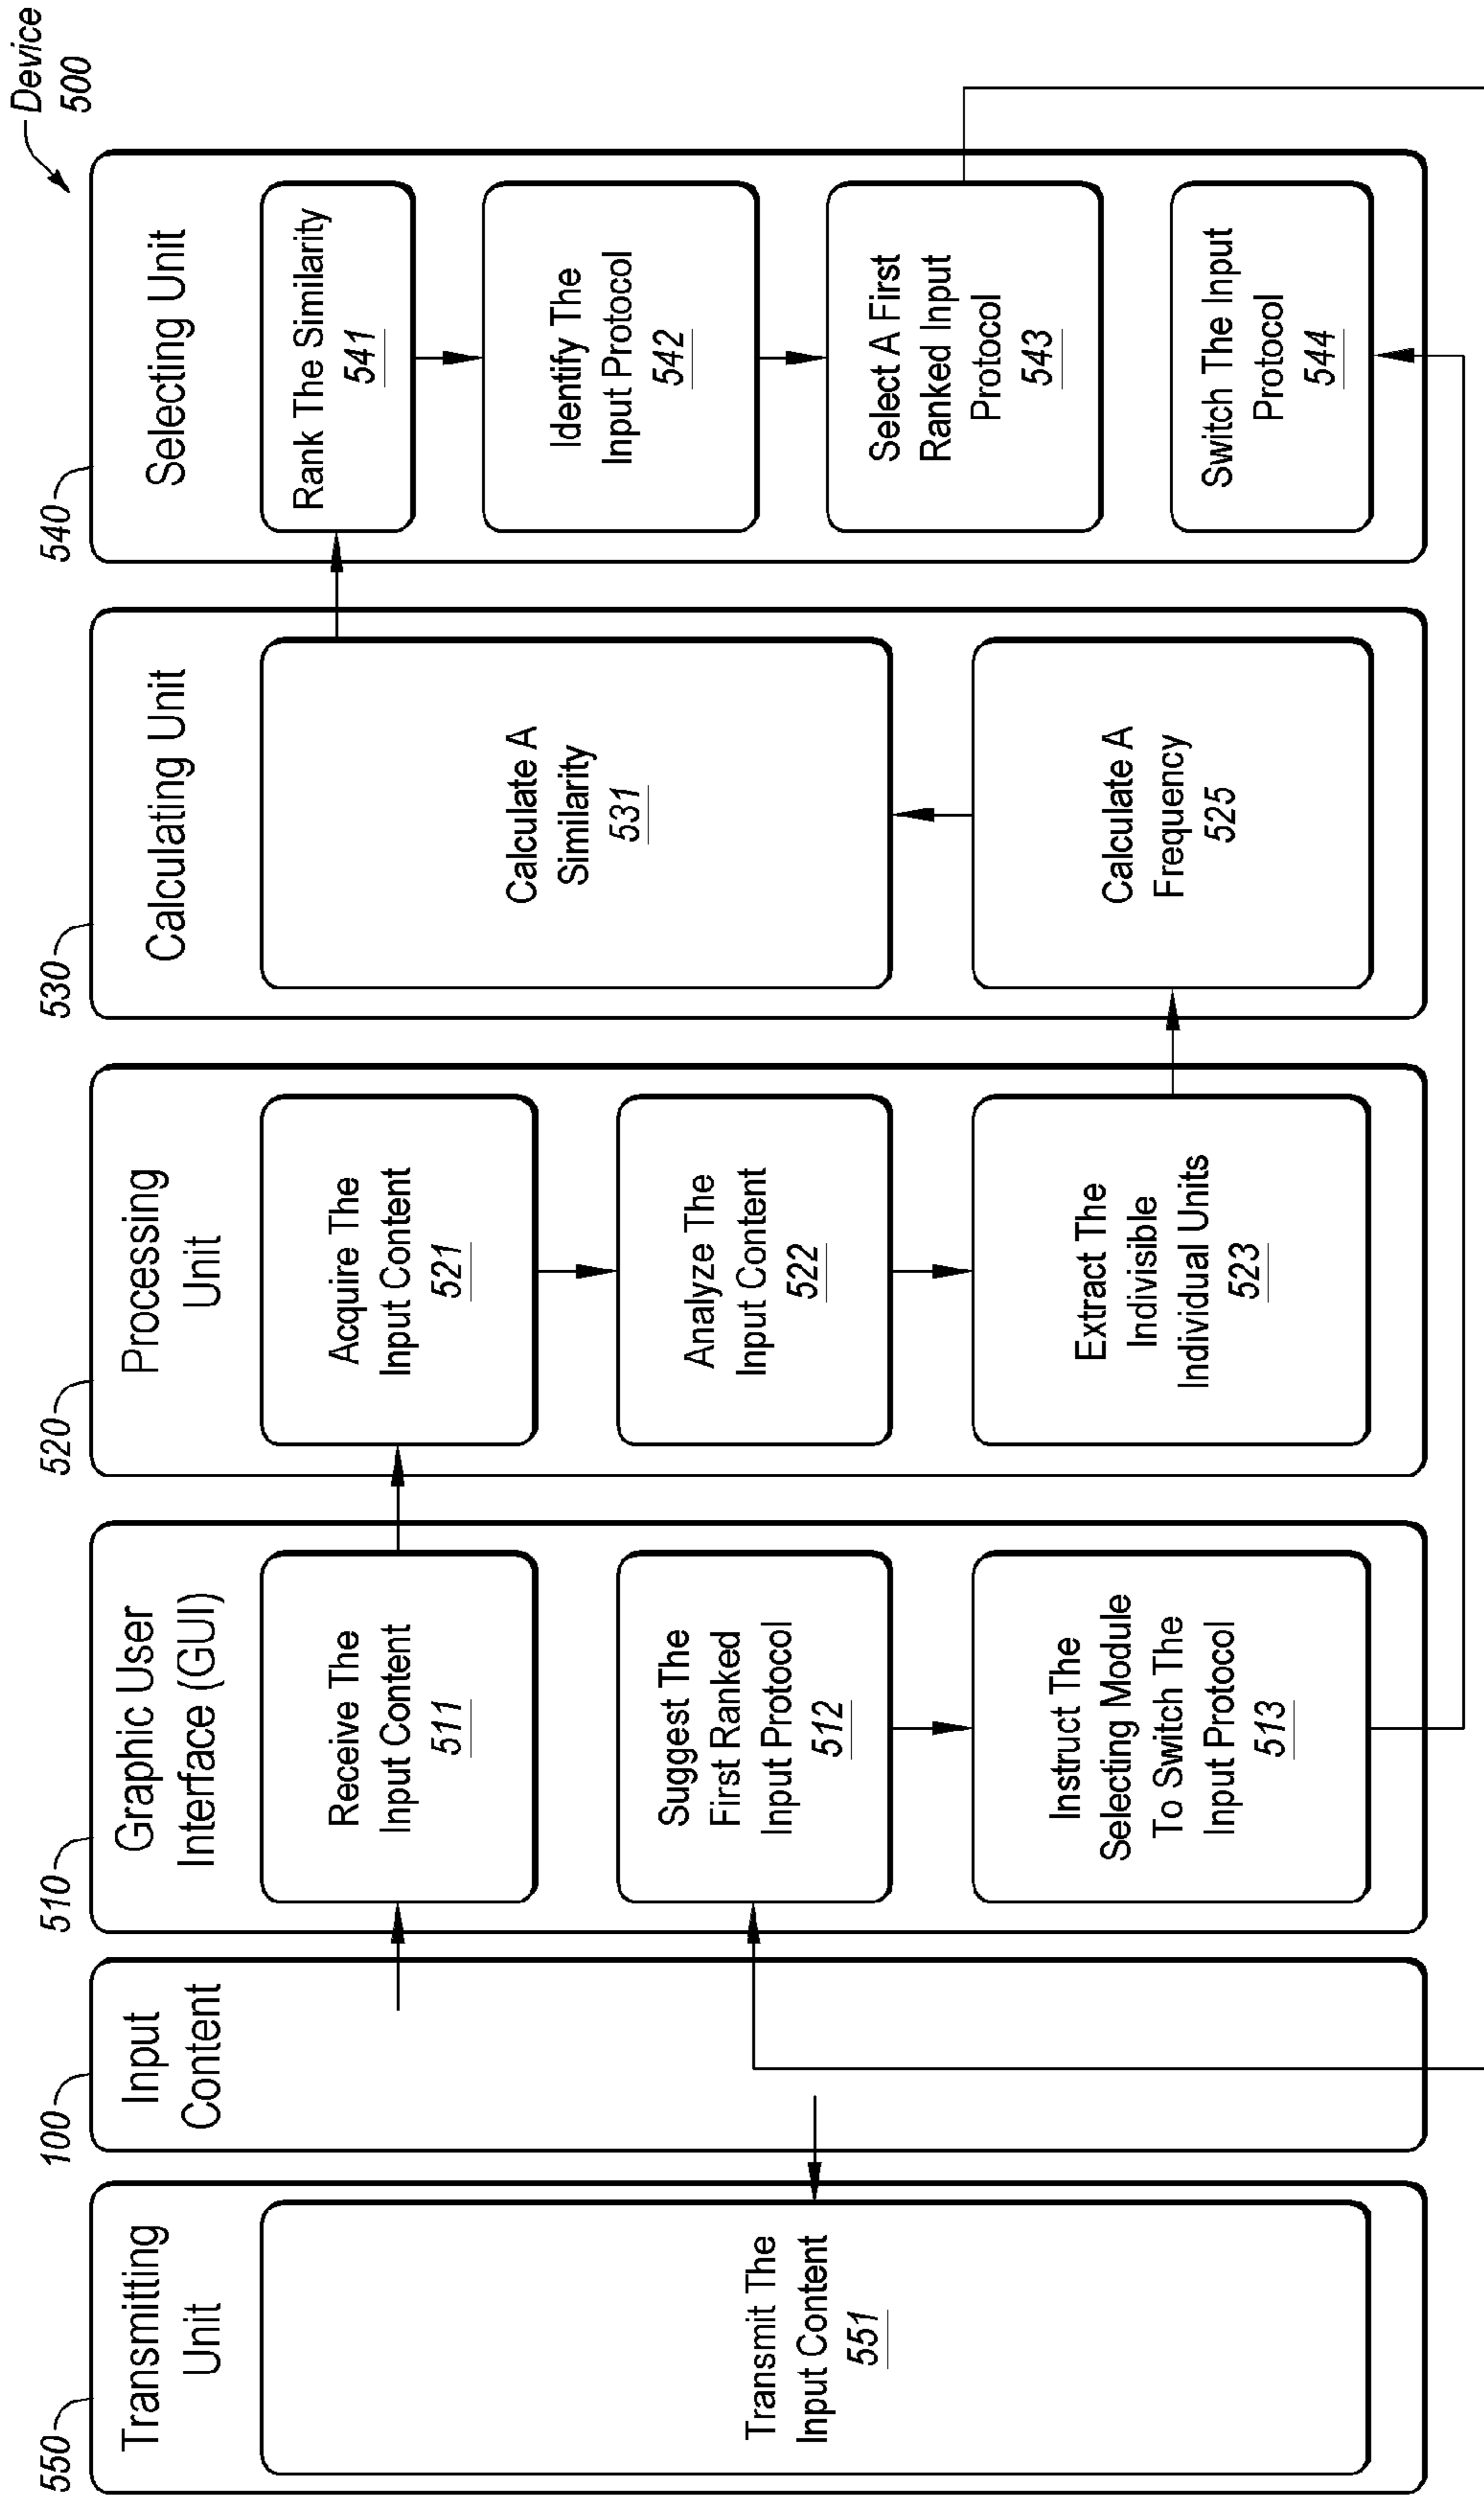 Device
500
550
Transmitting
Unit
Transmit The
Input Content
551
100
Input
Content
510
Graphic User
Interface (GUI)
Receive The
Input Content
511
Suggest The
First Ranked
Input Protocol
512
Instruct The
Selecting Module
To Switch The
Input Protocol
513
520
Processing
Unit
Acquire The
Input Content
521
Analyze The
Input Content
522
Extract The
Indivisible
Individual Units
523
530
Calculating Unit
Calculate A
Similarity
531
Calculate A
Frequency
525
540
Selecting Unit
Rank The Similarity
541
Identify The
Input Protocol
542
Select A First
Ranked Input
Protocol
543
Switch The Input
Protocol
544